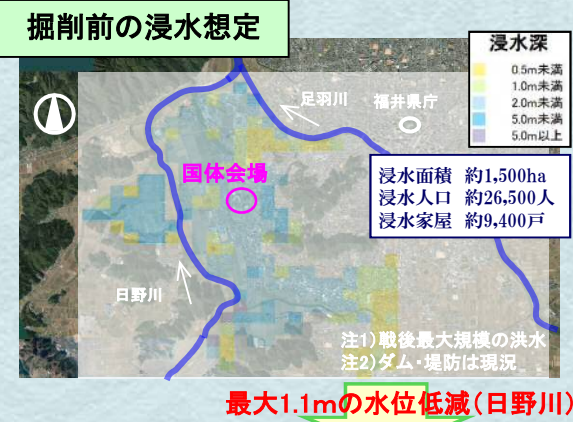 掘削前の浸水想定
浸水深
0.5m未満
1.0m未満
2.0m未満
5.0m未満
5.0m以上
足羽川
福井県庁
国体会場
浸水面積 約1,500ha
浸水人口 約26,500人
浸水家屋 約9,400戸
日野川
注1)戦後最大規模の洪水
注2)ダム・堤防は現況
最大1.1mの水位低減(日野川)